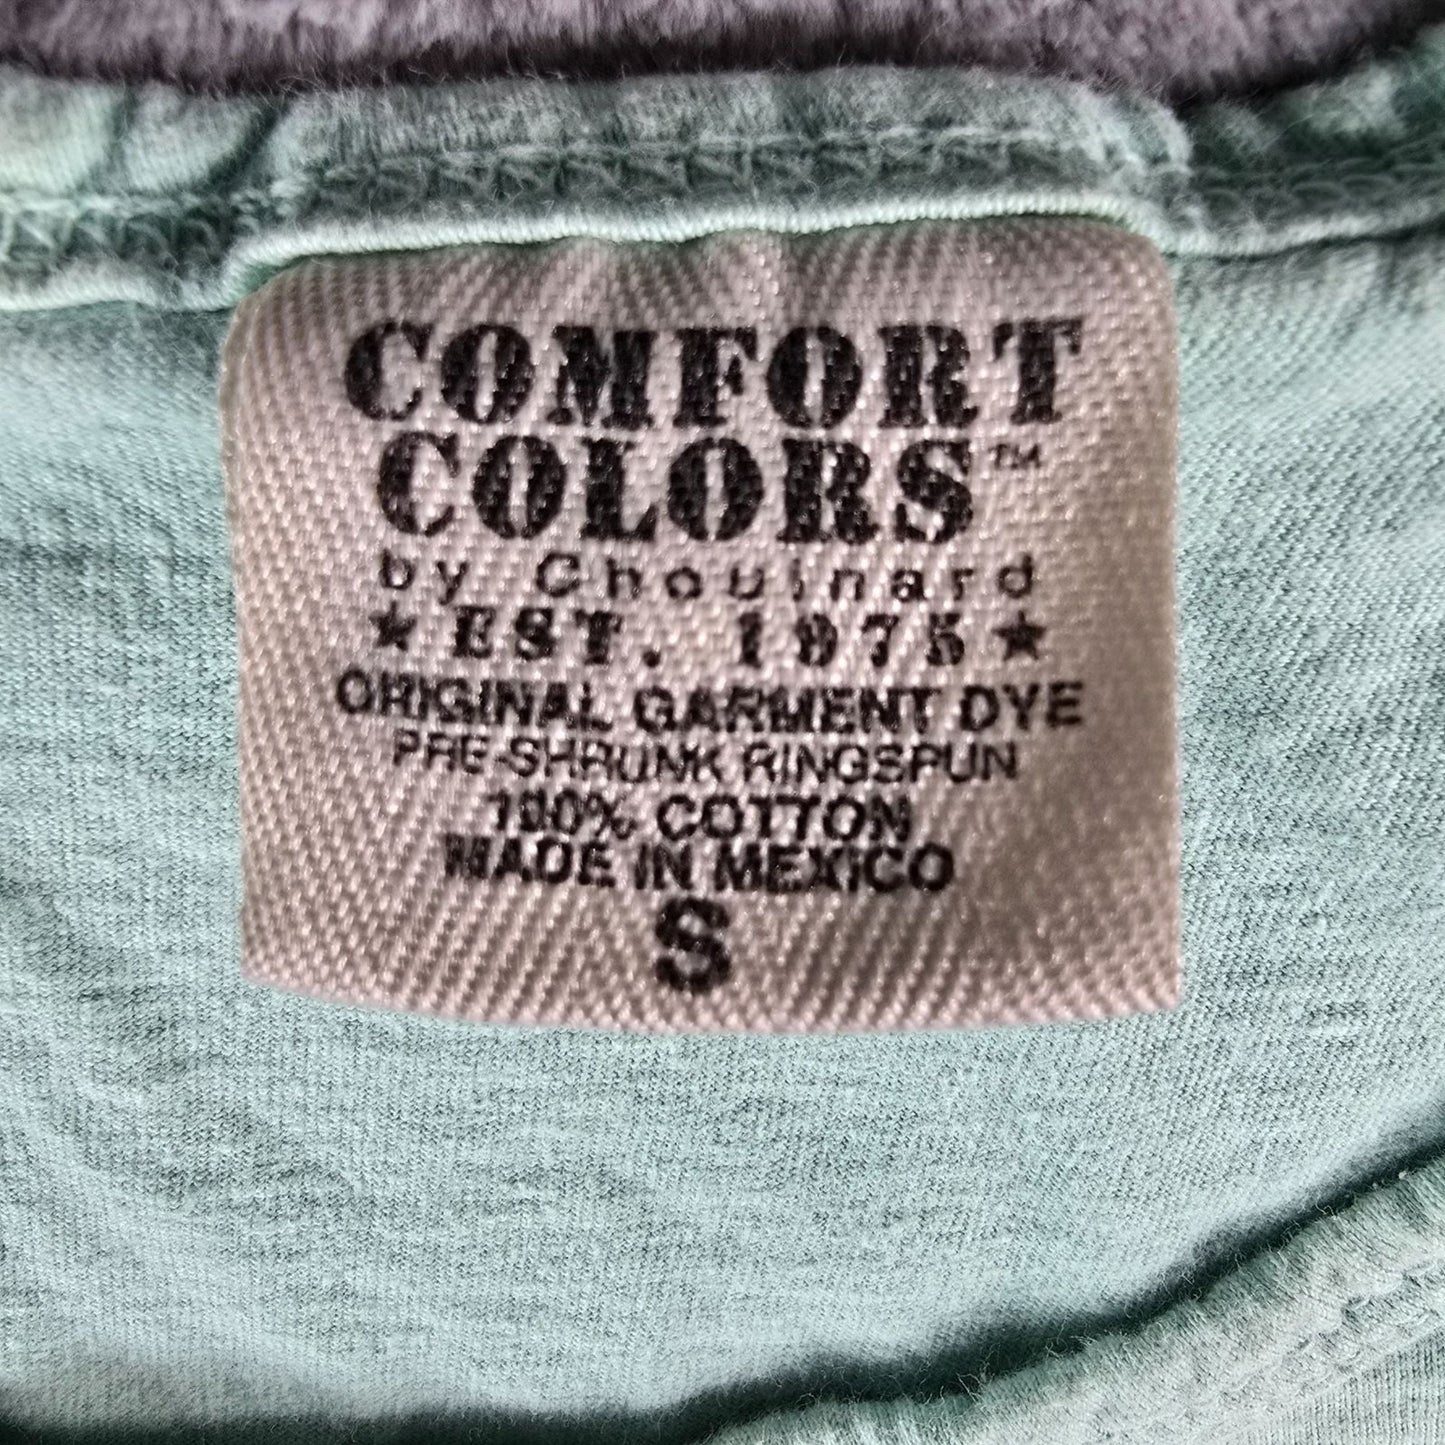 COMFORT
COLORS™
by Chouinard
★ EST. 1975 ★
ORIGINAL GARMENT DYE
PRE-SHRUNK RINGSPUN
100% COTTON
MADE IN MEXICO
S